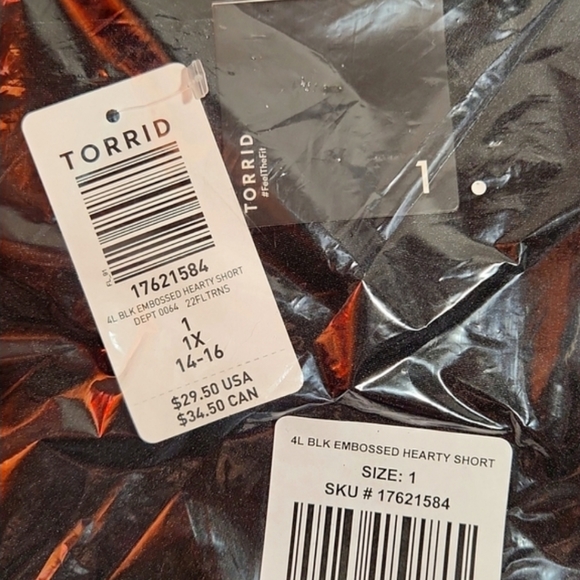 TORRID
FL_01
17621584
4L BLK EMBOSSED HEARTY SHORT
DEPT 0064 22FLTRNS
1
1X
14-16
$29.50 USA
$34.50 CAN
TORRID
#FeelTheFit
1
4L BLK EMBOSSED HEARTY SHORT
SIZE: 1
SKU # 17621584